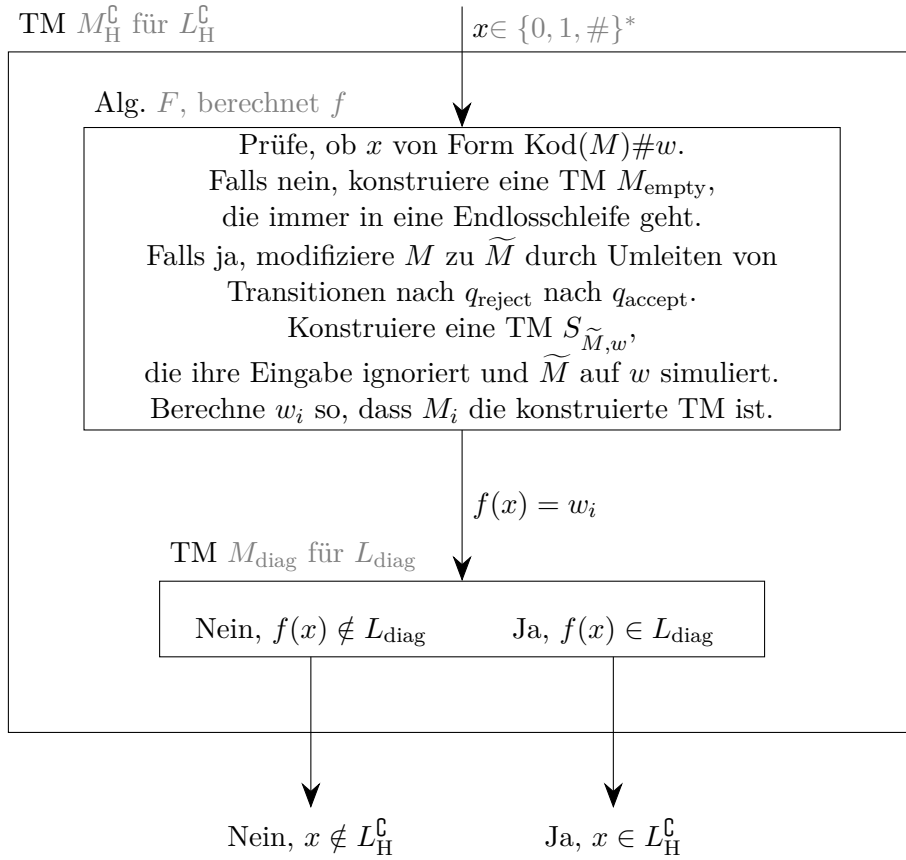 TM $M_{\mathrm{H}}^{\complement}$ für $L_{\mathrm{H}}^{\complement}$
$x \in \{0, 1, \#\}^*$
Alg. $F$, berechnet $f$
Prüfe, ob $x$ von Form Kod$(M)\#w$.
Falls nein, konstruiere eine TM $M_{\text{empty}}$,
die immer in eine Endlosschleife geht.
Falls ja, modifiziere $M$ zu $\widetilde{M}$ durch Umleiten von
Transitionen nach $q_{\text{reject}}$ nach $q_{\text{accept}}$.
Konstruiere eine TM $S_{\widetilde{M},w}$,
die ihre Eingabe ignoriert und $\widetilde{M}$ auf $w$ simuliert.
Berechne $w_i$ so, dass $M_i$ die konstruierte TM ist.
$f(x) = w_i$
TM $M_{\text{diag}}$ für $L_{\text{diag}}$
Nein, $f(x) \notin L_{\text{diag}}$ Ja, $f(x) \in L_{\text{diag}}$
Nein, $x \notin L_{\mathrm{H}}^{\complement}$ Ja, $x \in L_{\mathrm{H}}^{\complement}$